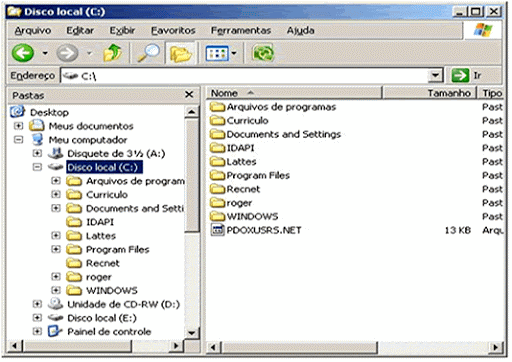 Disco local (C:)
Arquivo Editar Exibir Favoritos Ferramentas Ajuda
Endereço C:\ Ir
Pastas
Desktop
Meus documentos
Meu computador
Disquete de 3½ (A:)
Disco local (C:)
Arquivos de program
Curriculo
Documents and Setti
IDAPI
Lattes
Program Files
Recnet
roger
WINDOWS
Unidade de CD-RW (D:)
Disco local (E:)
Painel de controle
Nome Tamanho Tipo
Arquivos de programas Past
Curriculo Past
Documents and Settings Past
IDAPI Past
Lattes Past
Program Files Past
Recnet Past
roger Past
WINDOWS Past
PDOXUSRS.NET 13 KB Arqu